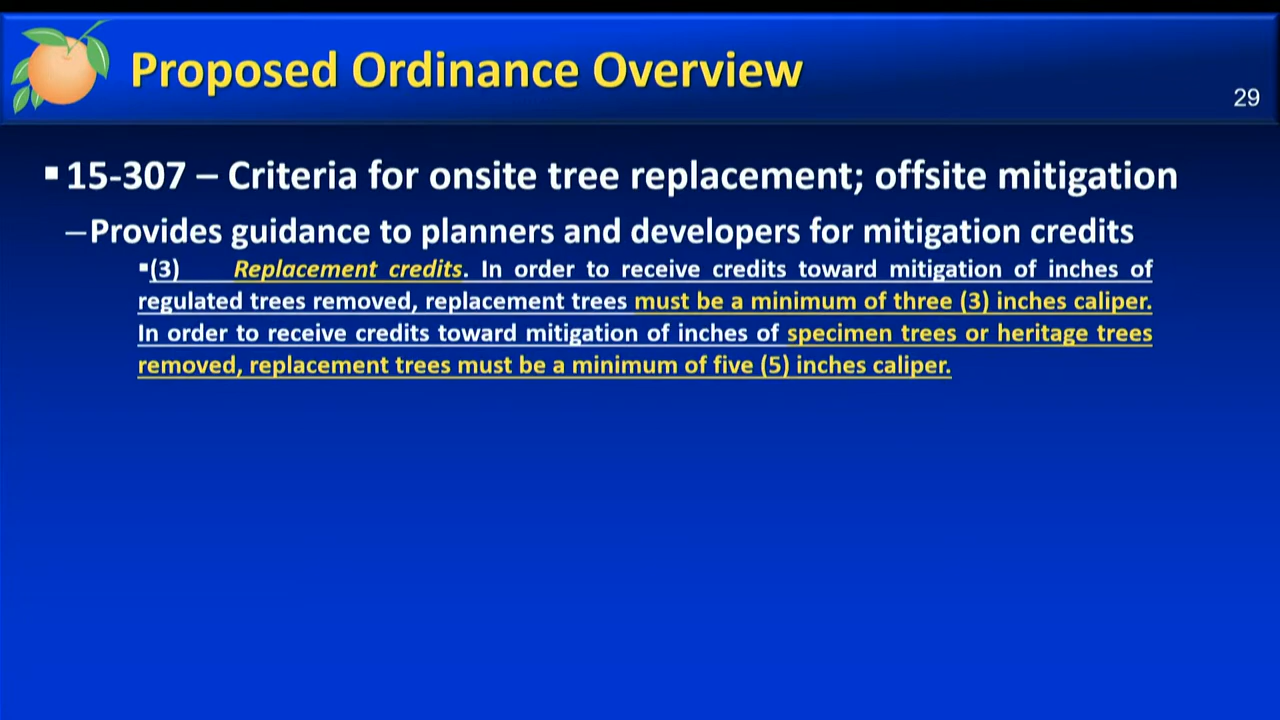 Proposed Ordinance Overview
29
▪15-307 – Criteria for onsite tree replacement; offsite mitigation
–Provides guidance to planners and developers for mitigation credits
▪(3) Replacement credits. In order to receive credits toward mitigation of inches of
regulated trees removed, replacement trees must be a minimum of three (3) inches caliper.
In order to receive credits toward mitigation of inches of specimen trees or heritage trees
removed, replacement trees must be a minimum of five (5) inches caliper.